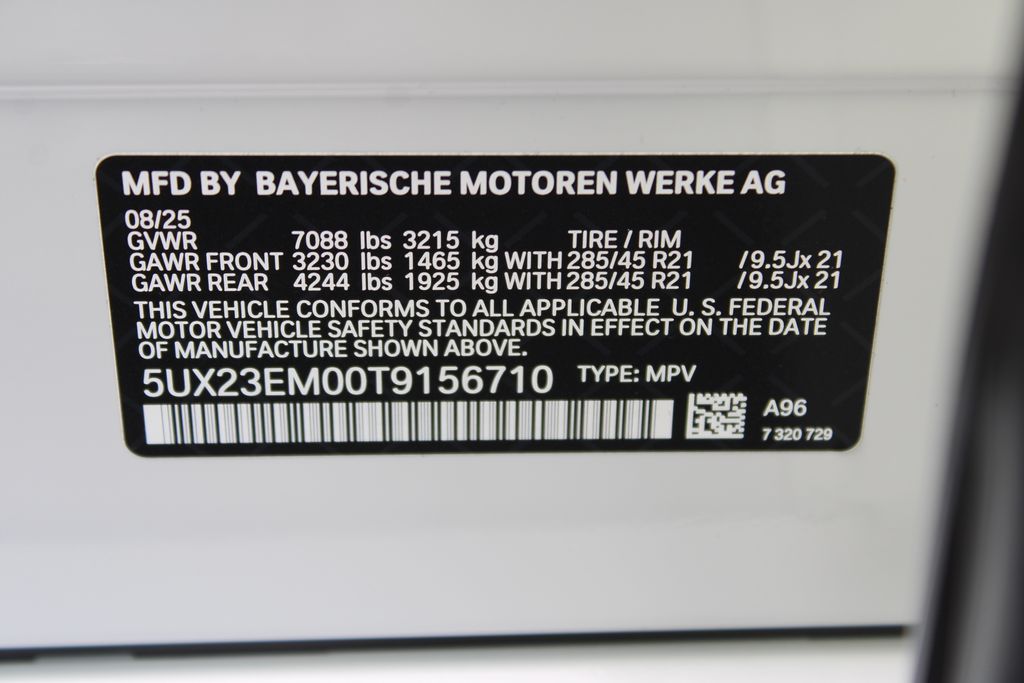 MFD BY BAYERISCHE MOTOREN WERKE AG
08/25
GVWR 7088 lbs 3215 kg TIRE / RIM
GAWR FRONT 3230 lbs 1465 kg WITH 285/45 R21 /9.5Jx 21
GAWR REAR 4244 lbs 1925 kg WITH 285/45 R21 /9.5Jx 21
THIS VEHICLE CONFORMS TO ALL APPLICABLE U. S. FEDERAL
MOTOR VEHICLE SAFETY STANDARDS IN EFFECT ON THE DATE
OF MANUFACTURE SHOWN ABOVE.
5UX23EM00T9156710 TYPE: MPV
A96
7 320 729